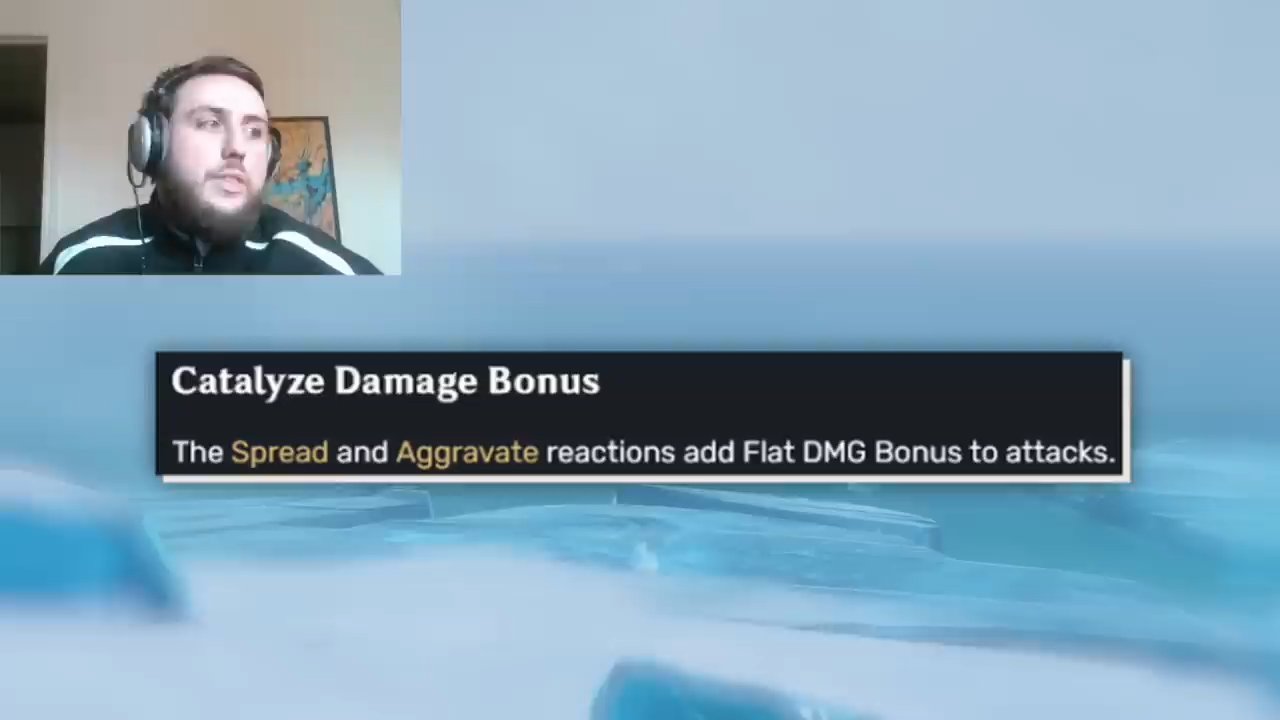 Catalyze Damage Bonus
The Spread and Aggravate reactions add Flat DMG Bonus to attacks.